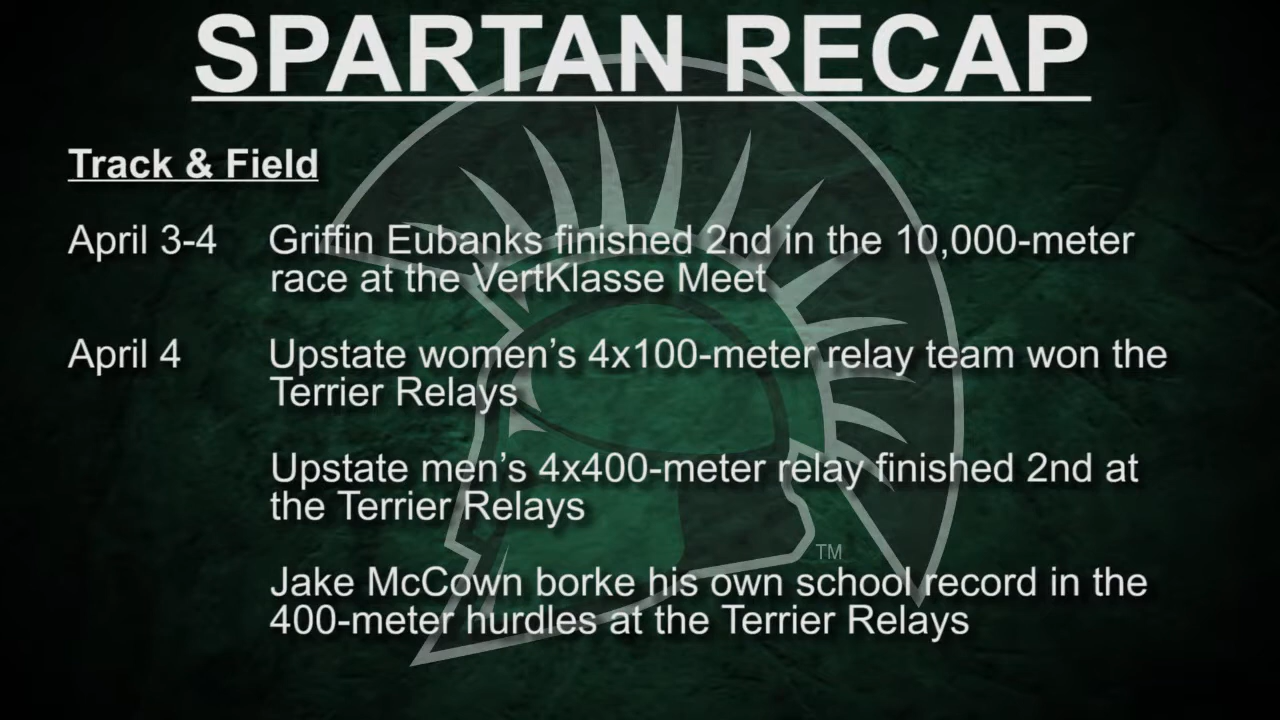 SPARTAN RECAP
Track & Field
April 3-4 Griffin Eubanks finished 2nd in the 10,000-meter
race at the VertKlasse Meet
April 4 Upstate women’s 4x100-meter relay team won the
Terrier Relays
Upstate men’s 4x400-meter relay finished 2nd at
the Terrier Relays
TM
Jake McCown borke his own school record in the
400-meter hurdles at the Terrier Relays